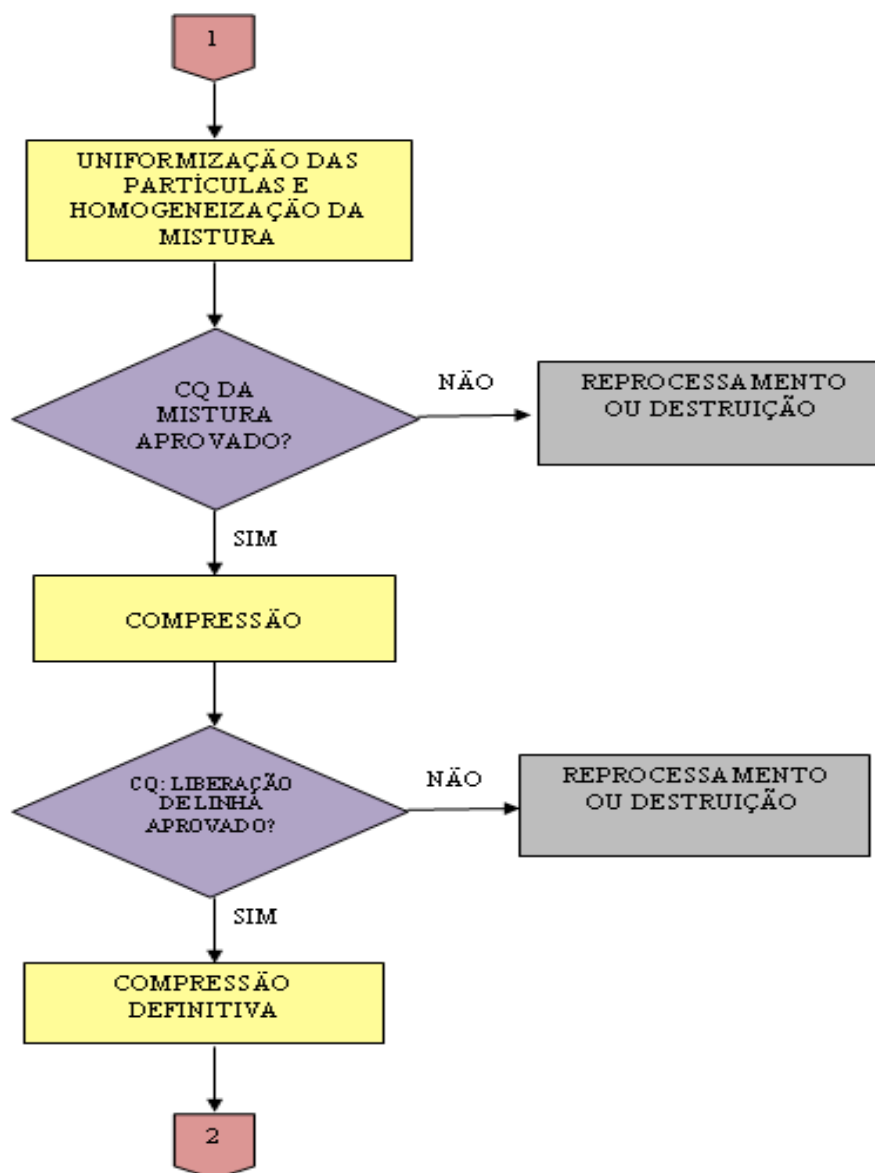 1
UNIFORMIZAÇÃO DAS
PARTÍCULAS E
HOMOGENEIZAÇÃO DA
MISTURA
CQ DA
MISTURA
APROVADO?
NÃO
REPROCESSAMENTO
OU DESTRUIÇÃO
SIM
COMPRESSÃO
CQ: LIBERAÇÃO
DE LINHA
APROVADO?
NÃO
REPROCESSAMENTO
OU DESTRUIÇÃO
SIM
COMPRESSÃO
DEFINITIVA
2